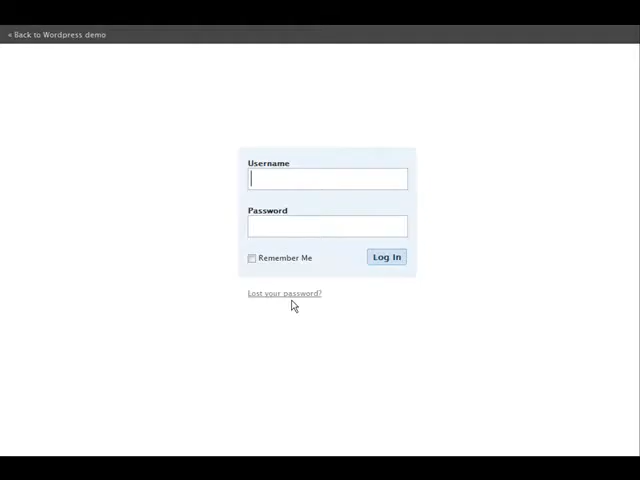 « Back to Wordpress demo
Username
Password
Remember Me
Log In
Lost your password?